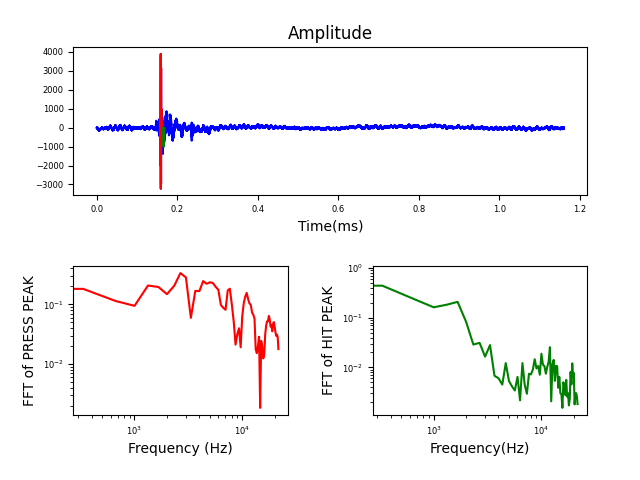 Amplitude
4000
3000
2000
1000
0
−1000
−2000
−3000
0.0 0.2 0.4 0.6 0.8 1.0 1.2
Time(ms)
FFT of PRESS PEAK
10⁻¹
10⁻²
10³ 10⁴
Frequency (Hz)
FFT of HIT PEAK
10⁰
10⁻¹
10⁻²
10³ 10⁴
Frequency(Hz)